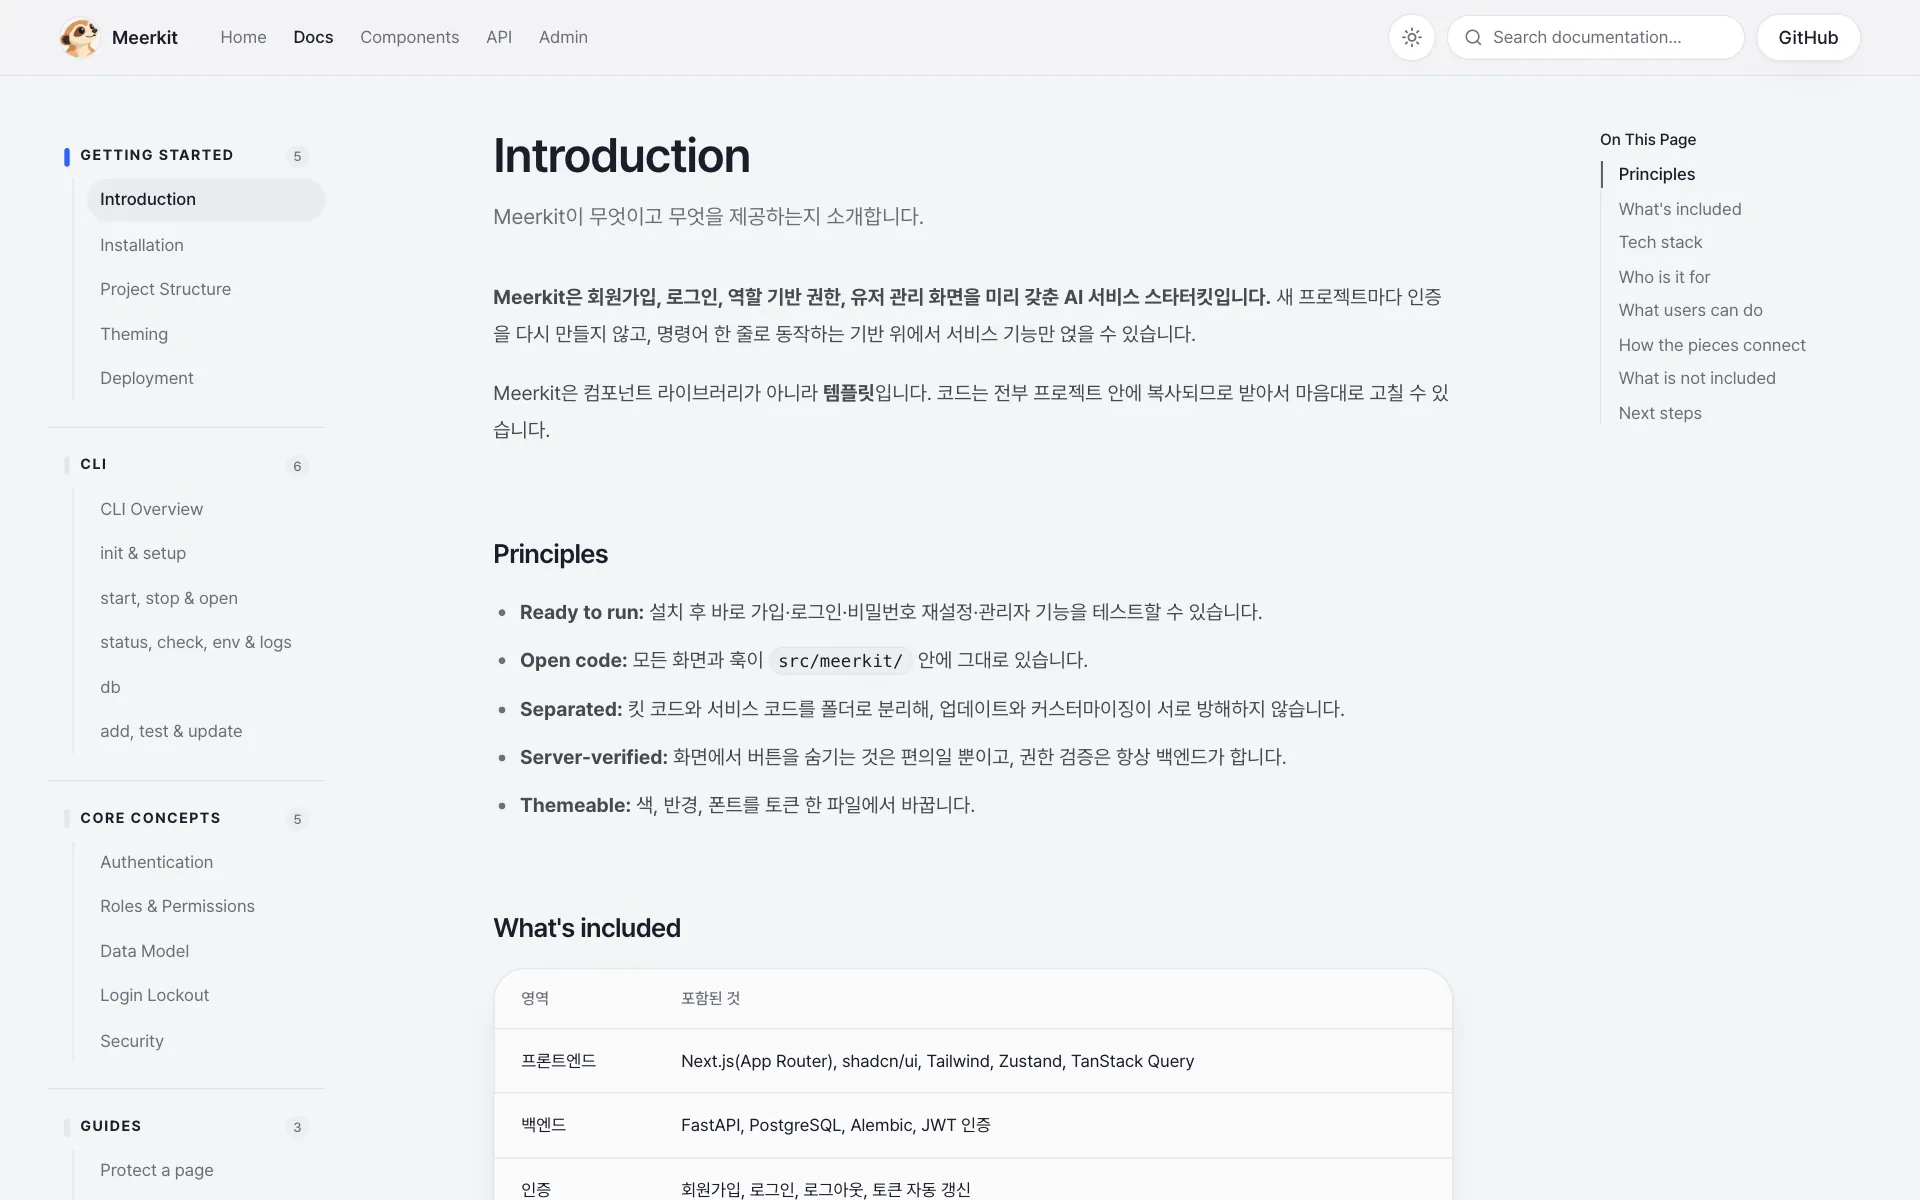 Meerkit
Home
Docs
Components
API
Admin
Search documentation...
GitHub
GETTING STARTED
5
Introduction
Installation
Project Structure
Theming
Deployment
CLI
6
CLI Overview
init & setup
start, stop & open
status, check, env & logs
db
add, test & update
CORE CONCEPTS
5
Authentication
Roles & Permissions
Data Model
Login Lockout
Security
GUIDES
3
Protect a page
Introduction
Meerkit이 무엇이고 무엇을 제공하는지 소개합니다.
Meerkit은 회원가입, 로그인, 역할 기반 권한, 유저 관리 화면을 미리 갖춘 AI 서비스 스타터킷입니다. 새 프로젝트마다 인증
을 다시 만들지 않고, 명령어 한 줄로 동작하는 기반 위에서 서비스 기능만 얹을 수 있습니다.
Meerkit은 컴포넌트 라이브러리가 아니라 템플릿입니다. 코드는 전부 프로젝트 안에 복사되므로 받아서 마음대로 고칠 수 있
습니다.
Principles
Ready to run: 설치 후 바로 가입·로그인·비밀번호 재설정·관리자 기능을 테스트할 수 있습니다.
Open code: 모든 화면과 훅이 src/meerkit/ 안에 그대로 있습니다.
Separated: 킷 코드와 서비스 코드를 폴더로 분리해, 업데이트와 커스터마이징이 서로 방해하지 않습니다.
Server-verified: 화면에서 버튼을 숨기는 것은 편의일 뿐이고, 권한 검증은 항상 백엔드가 합니다.
Themeable: 색, 반경, 폰트를 토큰 한 파일에서 바꿉니다.
What's included
영역 포함된 것
프론트엔드 Next.js(App Router), shadcn/ui, Tailwind, Zustand, TanStack Query
백엔드 FastAPI, PostgreSQL, Alembic, JWT 인증
인증 회원가입, 로그인, 로그아웃, 토큰 자동 갱신
On This Page
Principles
What's included
Tech stack
Who is it for
What users can do
How the pieces connect
What is not included
Next steps